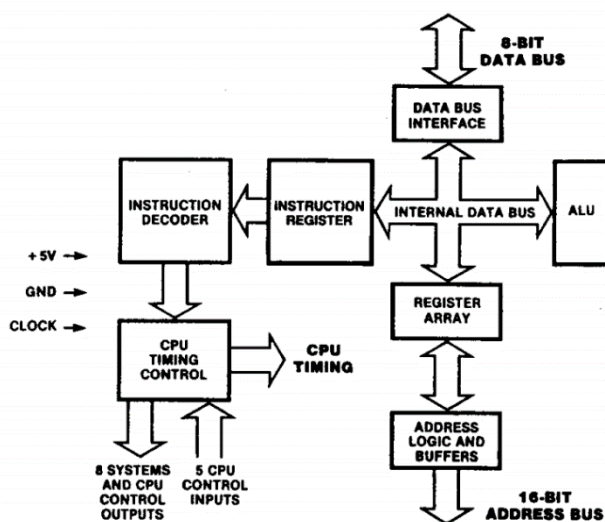 8-BIT
DATA BUS
DATA BUS
INTERFACE
INSTRUCTION
DECODER
INSTRUCTION
REGISTER
INTERNAL DATA BUS
ALU
+5V
GND
CLOCK
REGISTER
ARRAY
CPU
TIMING
CONTROL
CPU
TIMING
ADDRESS
LOGIC AND
BUFFERS
8 SYSTEMS
AND CPU
CONTROL
OUTPUTS
5 CPU
CONTROL
INPUTS
16-BIT
ADDRESS BUS